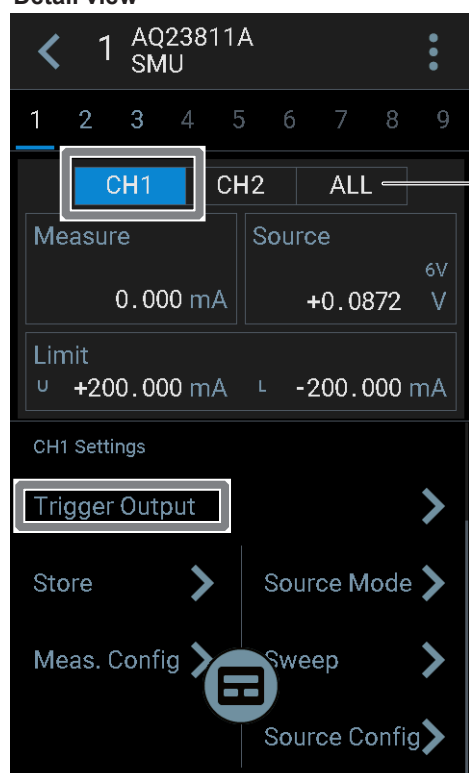 Detail view
1 AQ23811A
SMU
1 2 3 4 5 6 7 8 9
CH1 CH2 ALL
Measure Source
6V
0.000 mA +0.0872 V
Limit
U +200.000 mA L -200.000 mA
CH1 Settings
Trigger Output
Store Source Mode
Meas. Config Sweep
Source Config